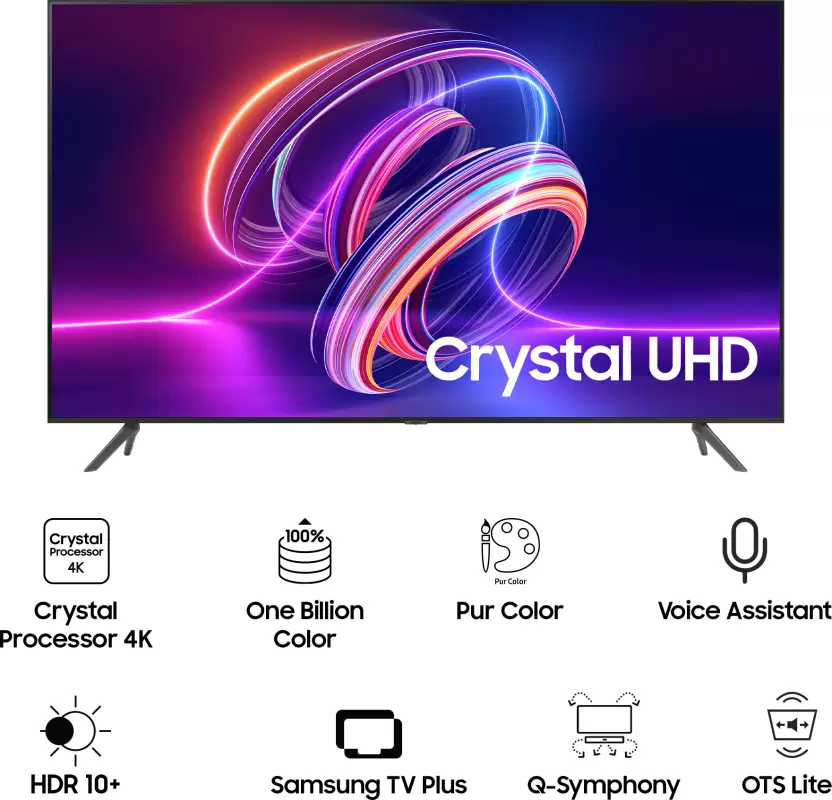 Crystal UHD
Crystal
Processor
4K
100%
Pur Color
Crystal
Processor 4K
One Billion
Color
Pur Color
Voice Assistant
HDR 10+
Samsung TV Plus
Q-Symphony
OTS Lite